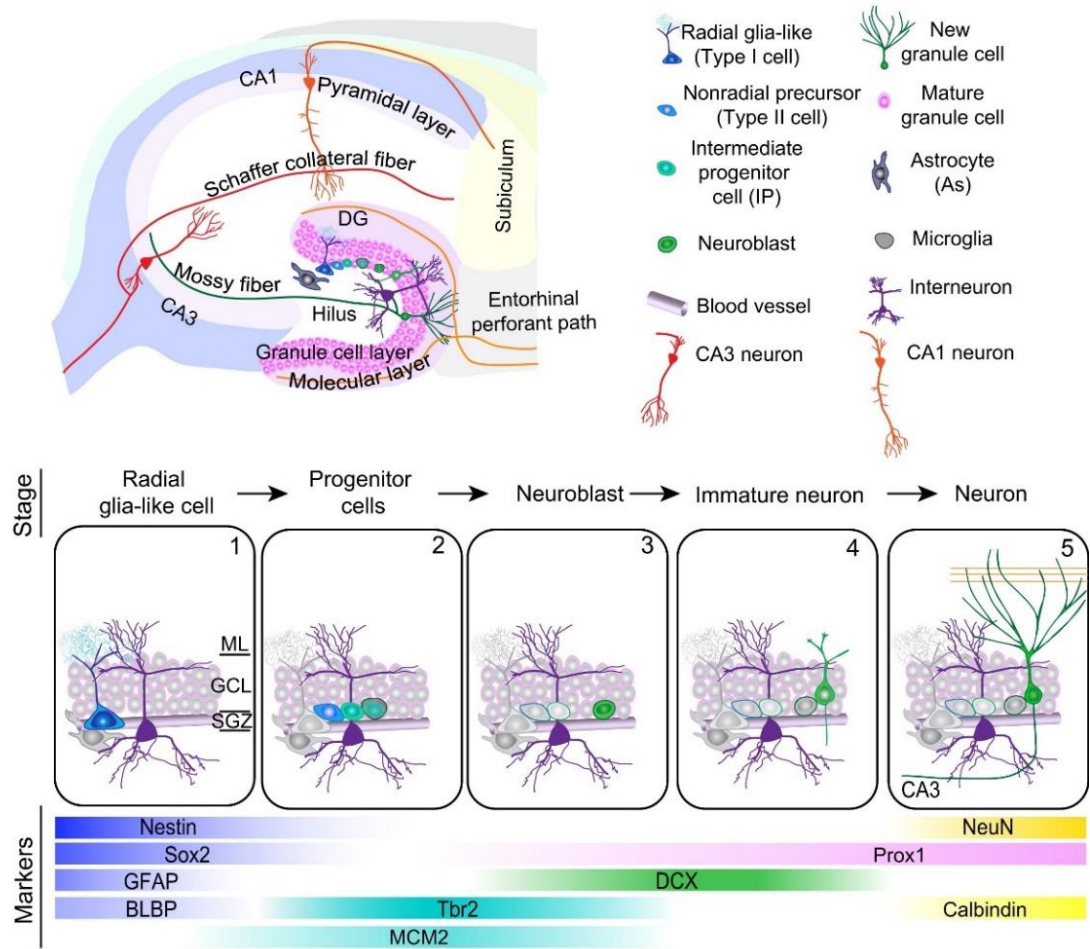 CA1
Pyramidal layer
Schaffer collateral fiber
DG
Subiculum
Mossy fiber
CA3
Hilus
Entorhinal
perforant path
Granule cell layer
Molecular layer
Radial glia-like
(Type I cell)
New
granule cell
Nonradial precursor
(Type II cell)
Mature
granule cell
Intermediate
progenitor
cell (IP)
Astrocyte
(As)
Neuroblast
Microglia
Blood vessel
Interneuron
CA3 neuron
CA1 neuron
Stage
Radial
glia-like cell
Progenitor
cells
Neuroblast
Immature neuron
Neuron
1
2
3
4
5
ML
GCL
SGZ
CA3
Markers
Nestin
NeuN
Sox2
Prox1
GFAP
DCX
BLBP
Tbr2
Calbindin
MCM2